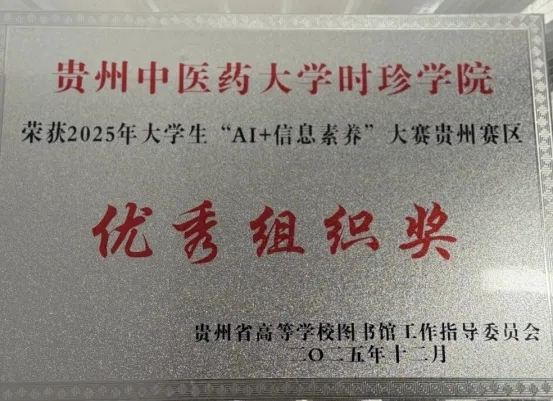 贵州中医药大学时珍学院
荣获2025年大学生“AI+信息素养”大赛贵州赛区
优秀组织奖
贵州省高等学校图书馆工作指导委员会
二〇二五年十二月